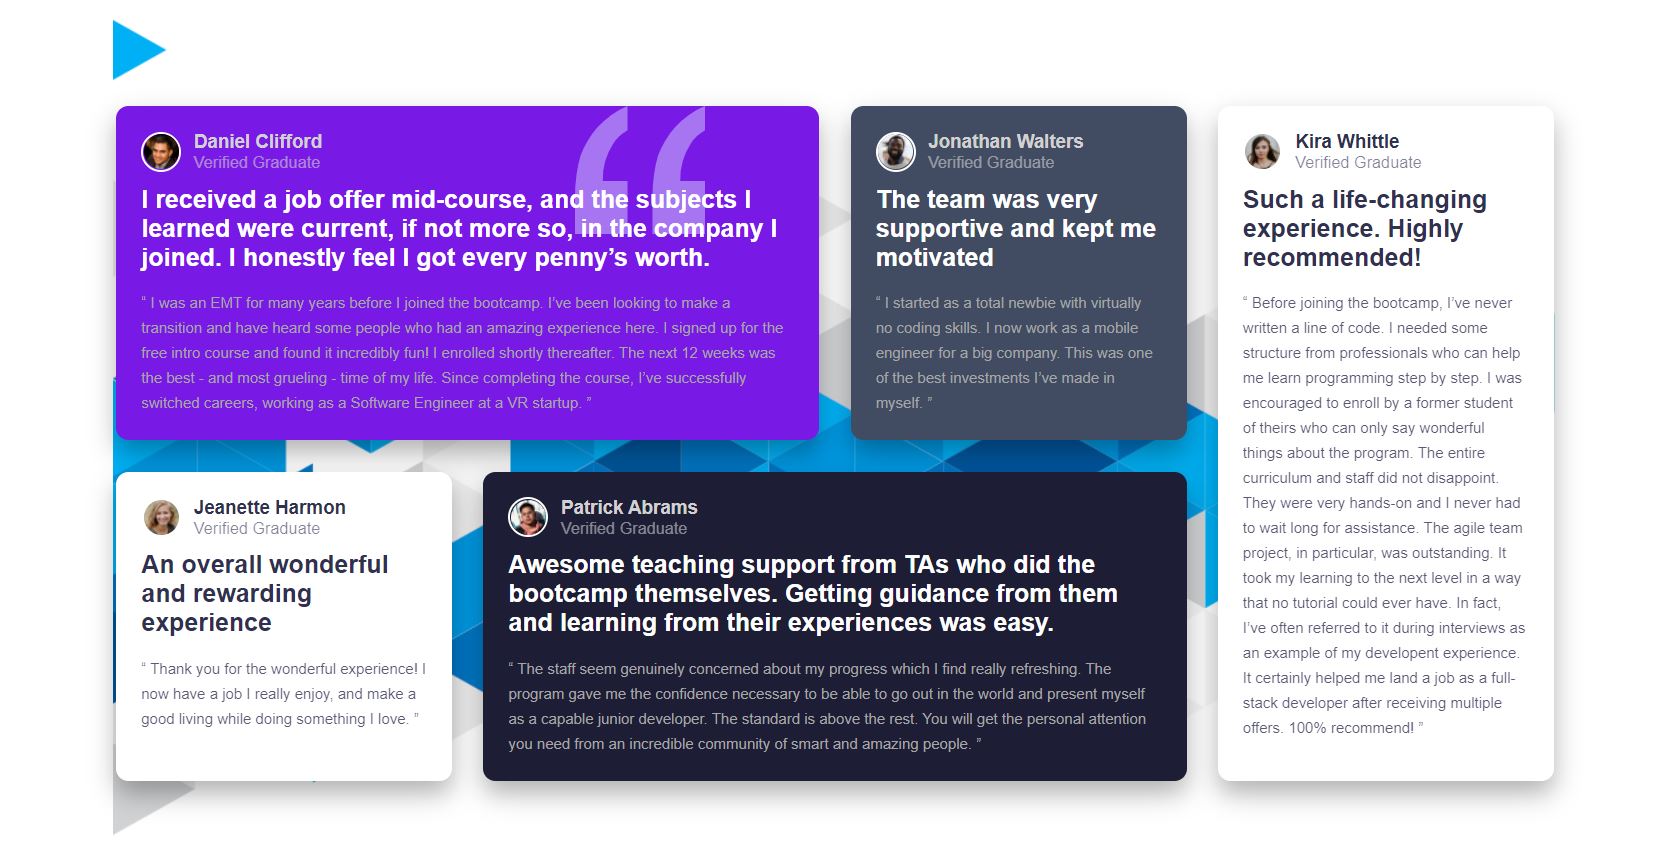 Daniel Clifford
Verified Graduate
I received a job offer mid-course, and the subjects I
learned were current, if not more so, in the company I
joined. I honestly feel I got every penny’s worth.
“ I was an EMT for many years before I joined the bootcamp. I’ve been looking to make a
transition and have heard some people who had an amazing experience here. I signed up for the
free intro course and found it incredibly fun! I enrolled shortly thereafter. The next 12 weeks was
the best - and most grueling - time of my life. Since completing the course, I’ve successfully
switched careers, working as a Software Engineer at a VR startup. ”
Jonathan Walters
Verified Graduate
The team was very
supportive and kept me
motivated
“ I started as a total newbie with virtually
no coding skills. I now work as a mobile
engineer for a big company. This was one
of the best investments I’ve made in
myself. ”
Kira Whittle
Verified Graduate
Such a life-changing
experience. Highly
recommended!
“ Before joining the bootcamp, I’ve never
written a line of code. I needed some
structure from professionals who can help
me learn programming step by step. I was
encouraged to enroll by a former student
of theirs who can only say wonderful
things about the program. The entire
curriculum and staff did not disappoint.
They were very hands-on and I never had
to wait long for assistance. The agile team
project, in particular, was outstanding. It
took my learning to the next level in a way
that no tutorial could ever have. In fact,
I’ve often referred to it during interviews as
an example of my developent experience.
It certainly helped me land a job as a full-
stack developer after receiving multiple
offers. 100% recommend! ”
Jeanette Harmon
Verified Graduate
An overall wonderful
and rewarding
experience
“ Thank you for the wonderful experience! I
now have a job I really enjoy, and make a
good living while doing something I love. ”
Patrick Abrams
Verified Graduate
Awesome teaching support from TAs who did the
bootcamp themselves. Getting guidance from them
and learning from their experiences was easy.
“ The staff seem genuinely concerned about my progress which I find really refreshing. The
program gave me the confidence necessary to be able to go out in the world and present myself
as a capable junior developer. The standard is above the rest. You will get the personal attention
you need from an incredible community of smart and amazing people. ”